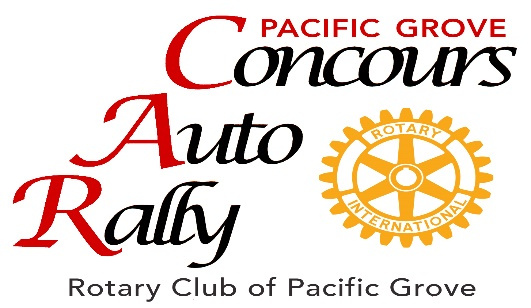 PACIFIC GROVE
Concours
Auto
Rally
ROTARY
INTERNATIONAL
Rotary Club of Pacific Grove